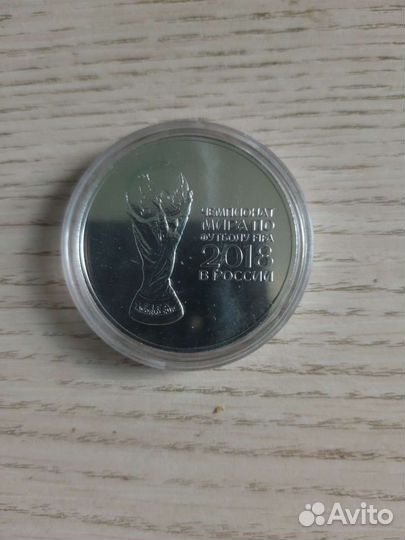 ЧЕМПИОНАТ
МИРА ПО
ФУТБОЛУ FIFA
2018
В РОССИИ
Avito